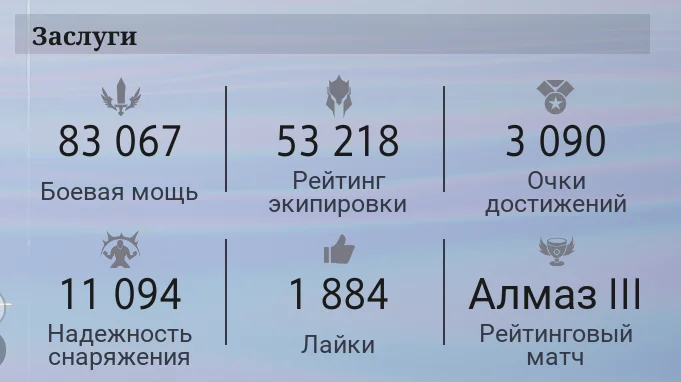 Заслуги
83 067
Боевая мощь
53 218
Рейтинг
экипировки
3 090
Очки
достижений
11 094
Надежность
снаряжения
1 884
Лайки
Алмаз III
Рейтинговый
матч